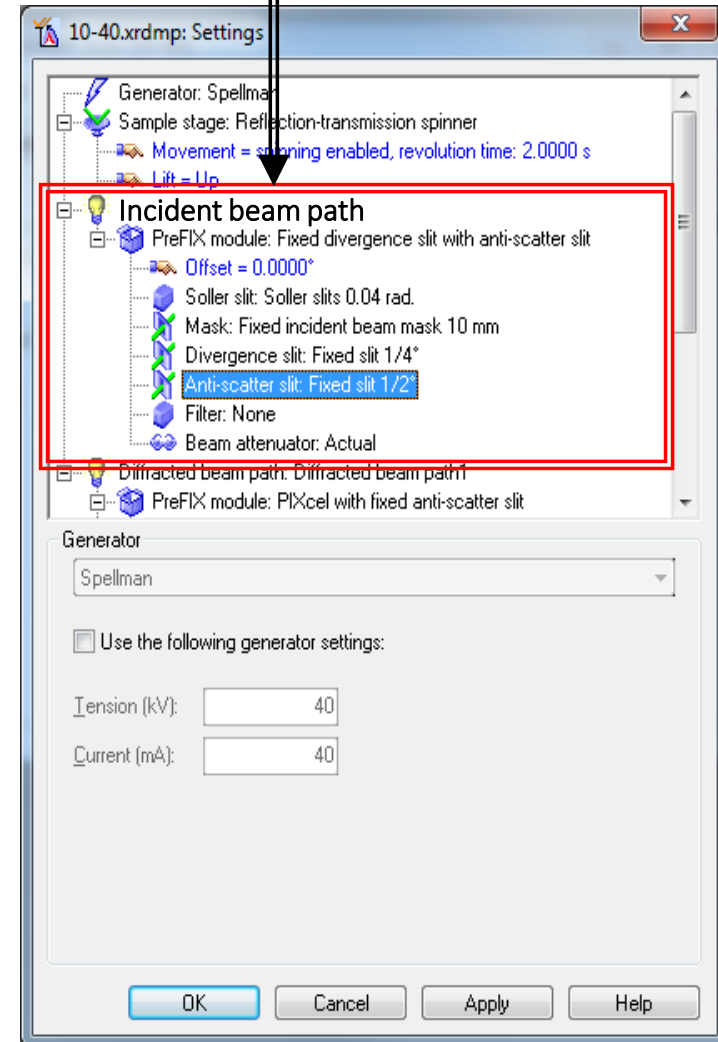 10-40.xrdmp: Settings
Generator: Spellman
Sample stage: Reflection-transmission spinner
Movement = spinning enabled, revolution time: 2.0000 s
Lift = Up
Incident beam path
PreFIX module: Fixed divergence slit with anti-scatter slit
Offset = 0.0000°
Soller slit: Soller slits 0.04 rad.
Mask: Fixed incident beam mask 10 mm
Divergence slit: Fixed slit 1/4°
Anti-scatter slit: Fixed slit 1/2°
Filter: None
Beam attenuator: Actual
Diffracted beam path: Diffracted beam path1
PreFIX module: PIXcel with fixed anti-scatter slit
Generator
Spellman
Use the following generator settings:
Tension (kV): 40
Current (mA): 40
OK Cancel Apply Help